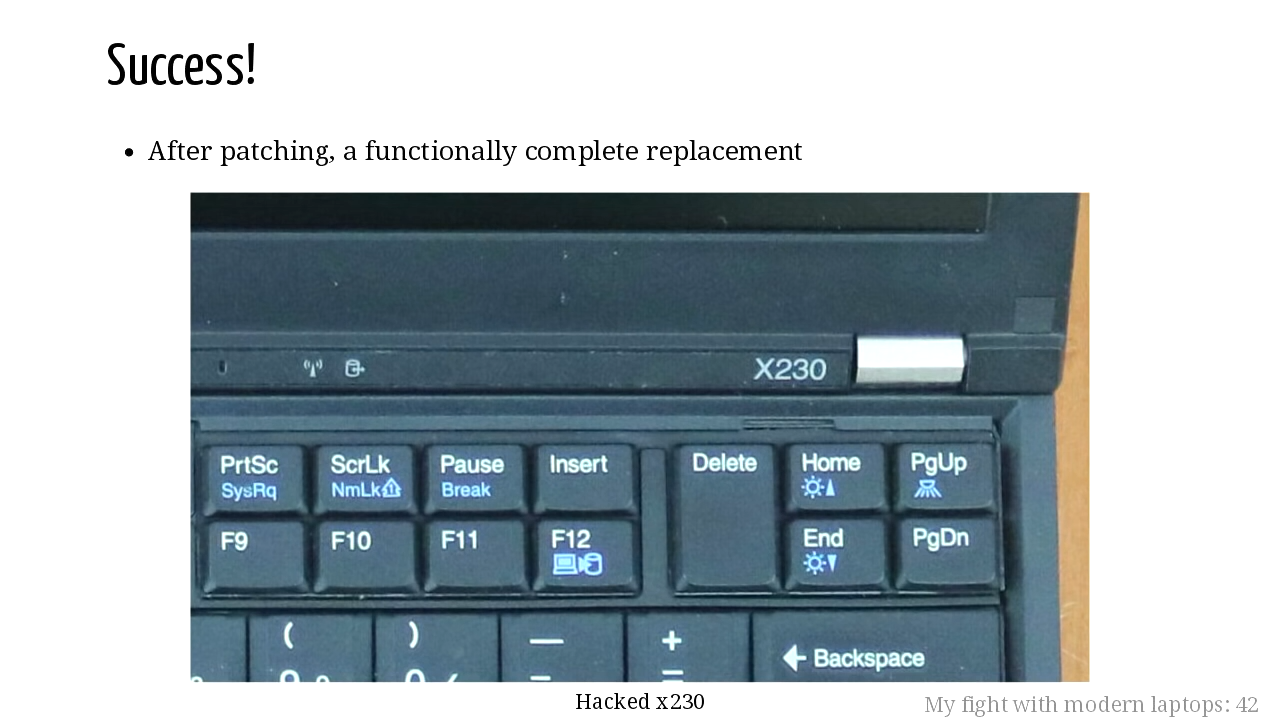 Success!
• After patching, a functionally complete replacement
X230
PrtSc ScrLk Pause Insert Delete Home PgUp
SysRq NmLk Break
F9 F10 F11 F12 End PgDn
( ) — +
← Backspace
Hacked x230
My fight with modern laptops: 42